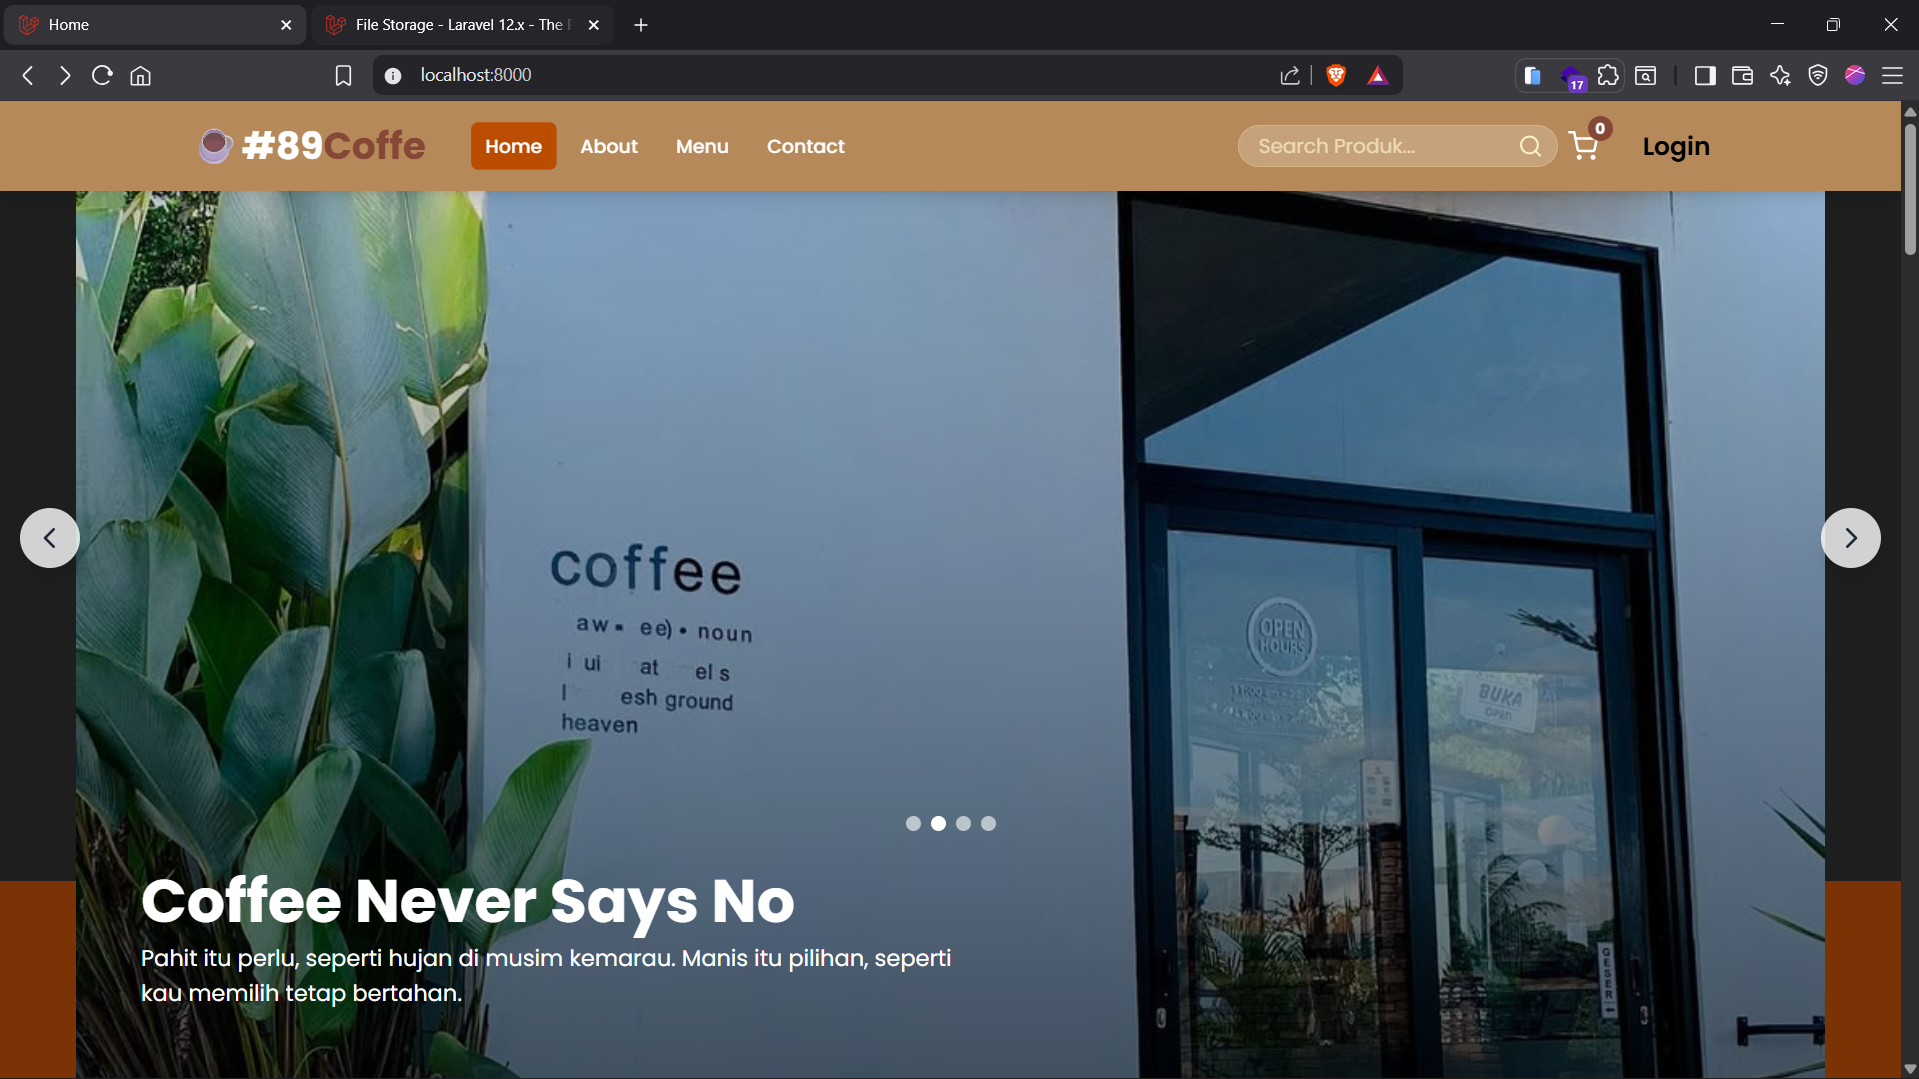 Home
File Storage - Laravel 12.x - The
localhost:8000
17
#89Coffe
Home
About
Menu
Contact
Search Produk...
0
Login
coffee
aw ee) • noun
i ui at el s
l esh ground
heaven
OPEN
HOURS
BUKA
OPEN
GESER
Coffee Never Says No
Pahit itu perlu, seperti hujan di musim kemarau. Manis itu pilihan, seperti
kau memilih tetap bertahan.